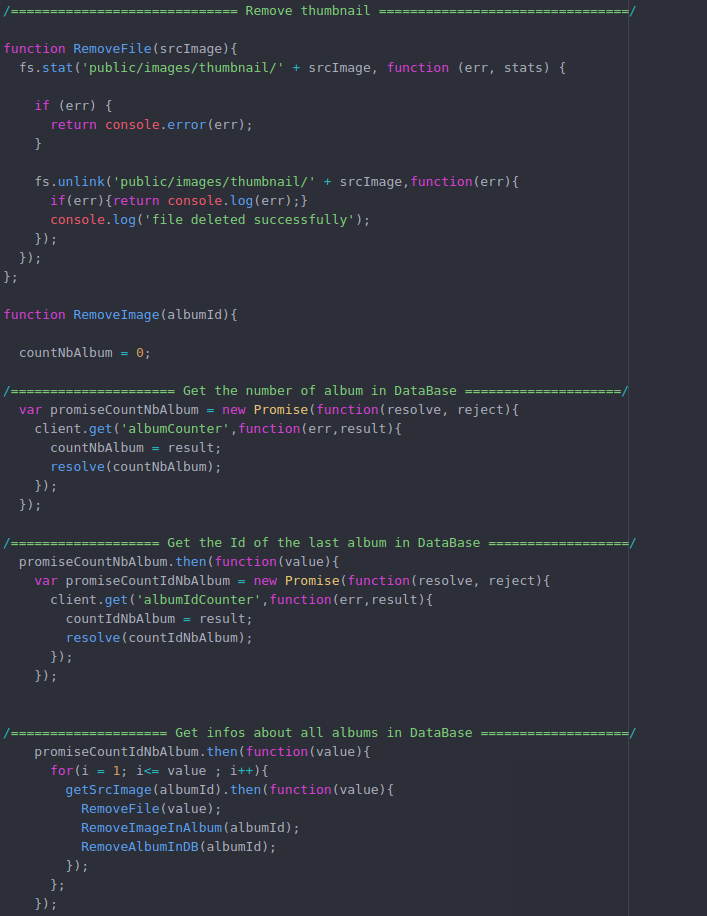 /============================= Remove thumbnail ================================/
function RemoveFile(srcImage){
  fs.stat('public/images/thumbnail/' + srcImage, function (err, stats) {
    if (err) {
      return console.error(err);
    }
    fs.unlink('public/images/thumbnail/' + srcImage,function(err){
      if(err){return console.log(err);}
      console.log('file deleted successfully');
    });
  });
};
function RemoveImage(albumId){
  countNbAlbum = 0;
/===================== Get the number of album in DataBase ====================/
  var promiseCountNbAlbum = new Promise(function(resolve, reject){
    client.get('albumCounter',function(err,result){
      countNbAlbum = result;
      resolve(countNbAlbum);
    });
  });
/=================== Get the Id of the last album in DataBase ==================/
  promiseCountNbAlbum.then(function(value){
    var promiseCountIdNbAlbum = new Promise(function(resolve, reject){
      client.get('albumIdCounter',function(err,result){
        countIdNbAlbum = result;
        resolve(countIdNbAlbum);
      });
    });
/==================== Get infos about all albums in DataBase ===================/
    promiseCountIdNbAlbum.then(function(value){
      for(i = 1; i<= value ; i++){
        getSrcImage(albumId).then(function(value){
          RemoveFile(value);
          RemoveImageInAlbum(albumId);
          RemoveAlbumInDB(albumId);
        });
      };
    });